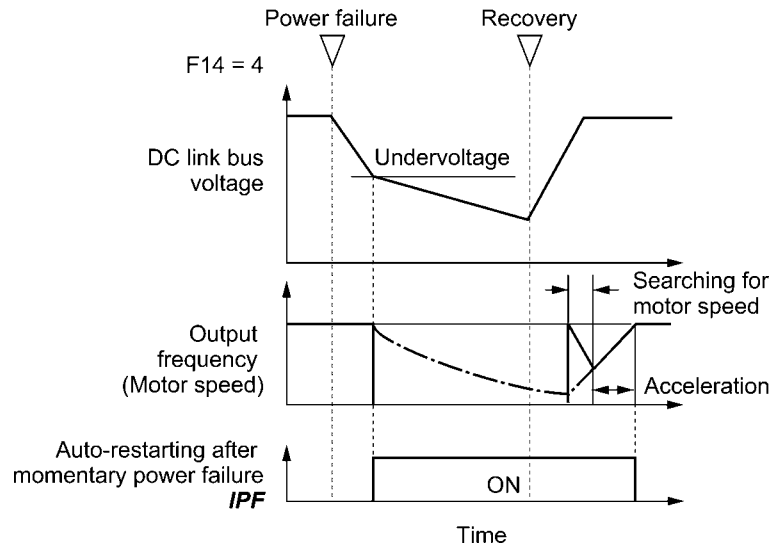 Power failure
Recovery
F14 = 4
DC link bus
voltage
Undervoltage
Searching for
motor speed
Output
frequency
(Motor speed)
Acceleration
Auto-restarting after
momentary power failure
IPF
ON
Time